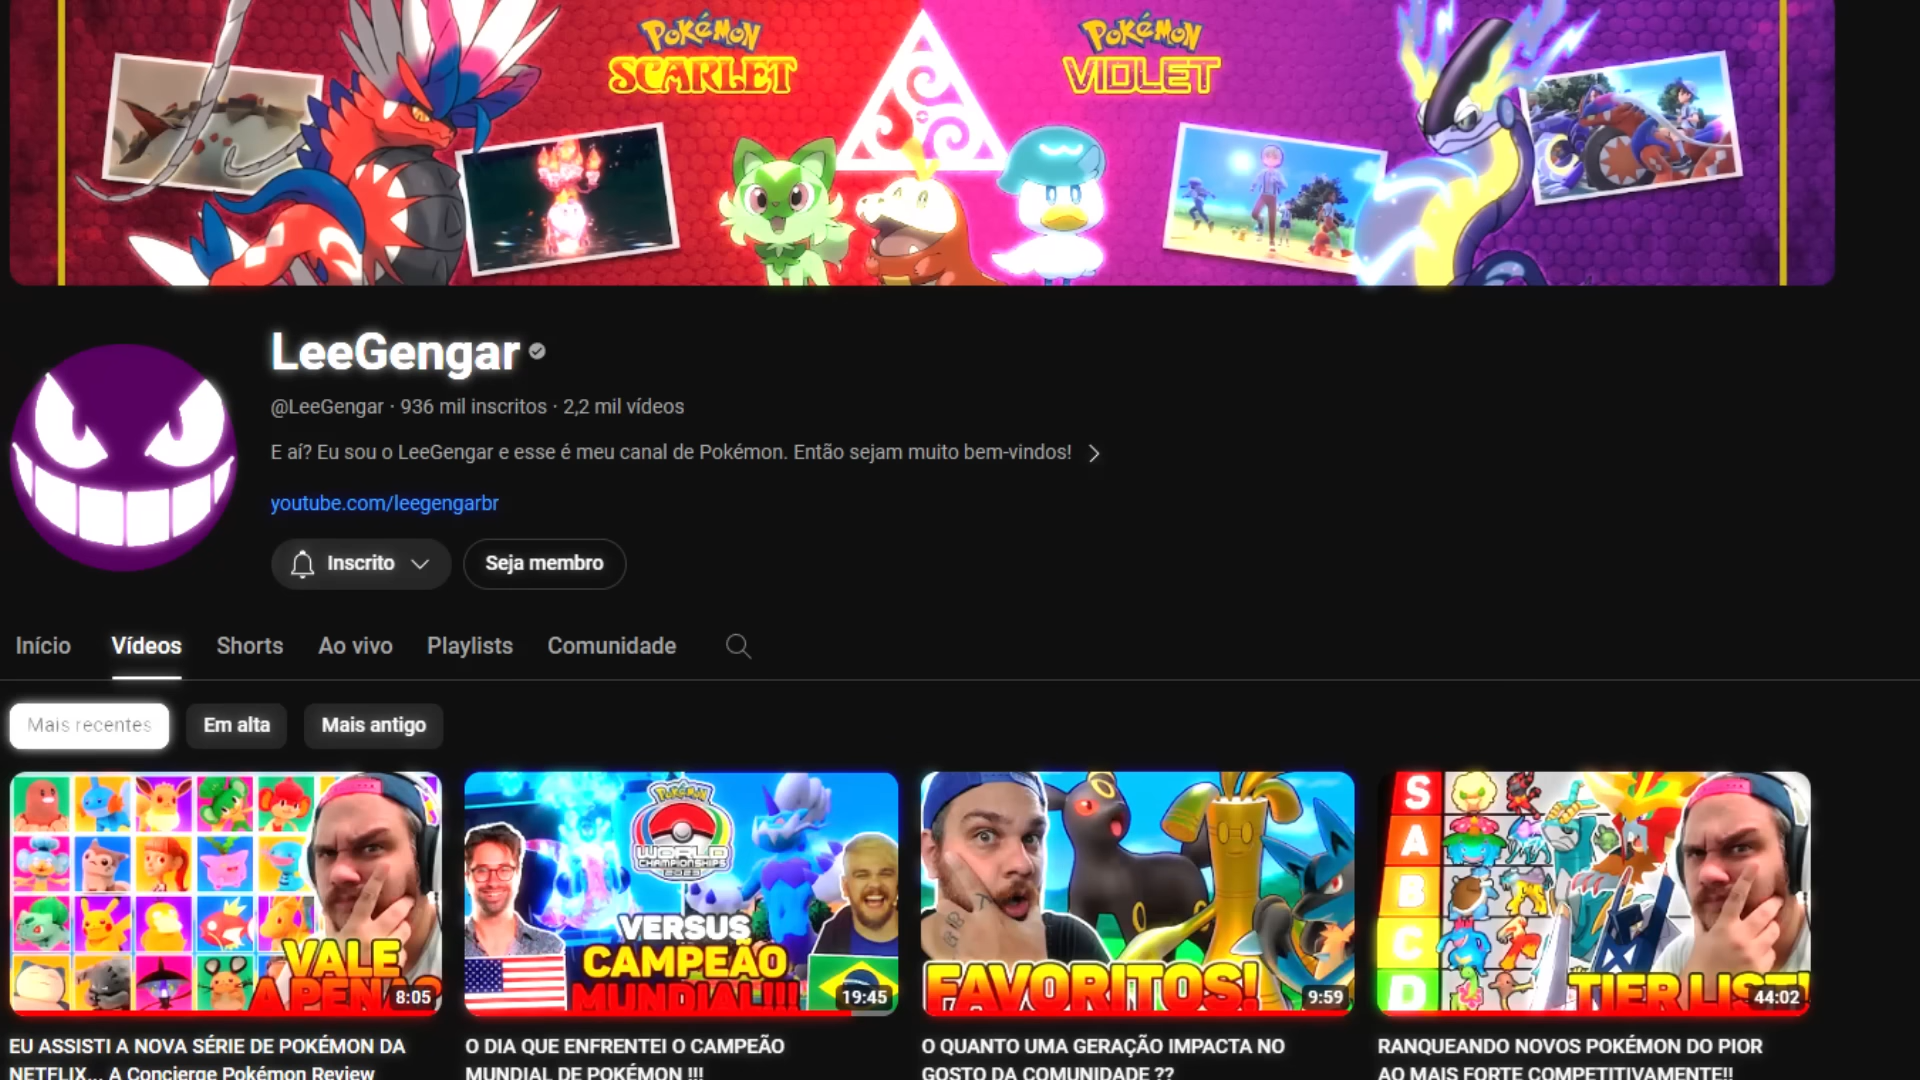 POKÉMON
SCARLET
POKÉMON
VIOLET
LeeGengar
@LeeGengar · 936 mil inscritos · 2,2 mil vídeos
E aí? Eu sou o LeeGengar e esse é meu canal de Pokémon. Então sejam muito bem-vindos!
youtube.com/leegengarbr
Inscrito
Seja membro
Início
Vídeos
Shorts
Ao vivo
Playlists
Comunidade
Mais recentes
Em alta
Mais antigo
VALE
A PENA
8:05
EU ASSISTI A NOVA SÉRIE DE POKÉMON DA
NETFLIX... A Concierge Pokémon Review
POKÉMON
WORLD
CHAMPIONSHIPS
2023
VERSUS
CAMPEÃO
MUNDIAL!!!
19:45
O DIA QUE ENFRENTEI O CAMPEÃO
MUNDIAL DE POKÉMON !!!
FAVORITOS!
9:59
O QUANTO UMA GERAÇÃO IMPACTA NO
GOSTO DA COMUNIDADE ??
S
A
B
C
D
TIER LIST!
44:02
RANQUEANDO NOVOS POKÉMON DO PIOR
AO MAIS FORTE COMPETITIVAMENTE!!